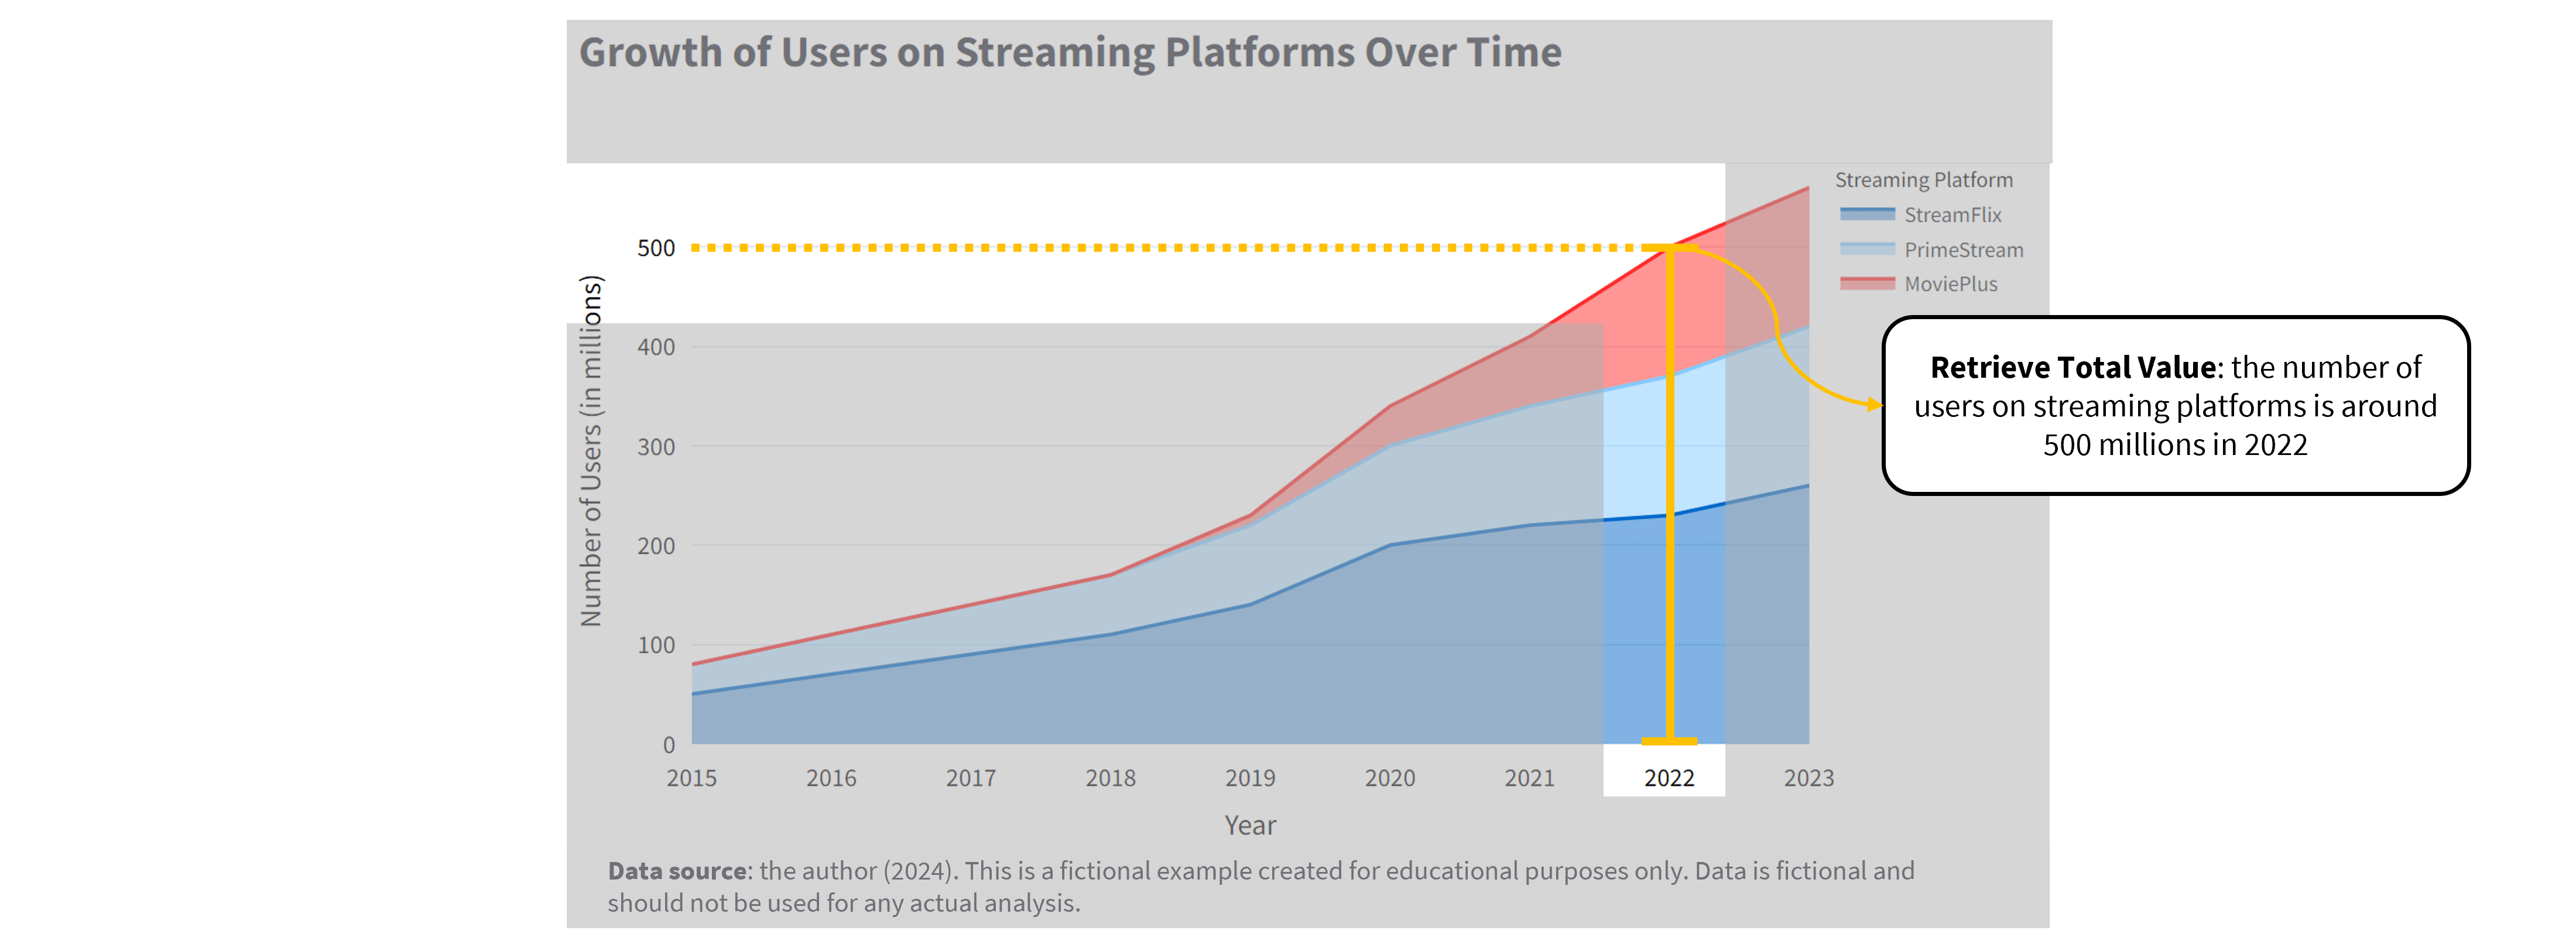 Growth of Users on Streaming Platforms Over Time
Streaming Platform
StreamFlix
PrimeStream
MoviePlus
Number of Users (in millions)
500
400
300
200
100
0
2015 2016 2017 2018 2019 2020 2021 2022 2023
Year
Retrieve Total Value: the number of
users on streaming platforms is around
500 millions in 2022
Data source: the author (2024). This is a fictional example created for educational purposes only. Data is fictional and
should not be used for any actual analysis.